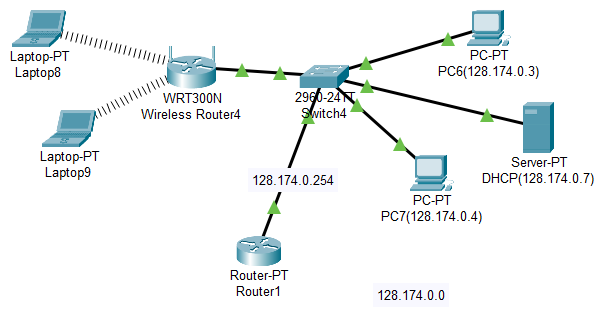 Laptop-PT
Laptop8
WRT300N
Wireless Router4
2960-24TT
Switch4
PC-PT
PC6(128.174.0.3)
Laptop-PT
Laptop9
Server-PT
DHCP(128.174.0.7)
PC-PT
PC7(128.174.0.4)
128.174.0.254
Router-PT
Router1
128.174.0.0